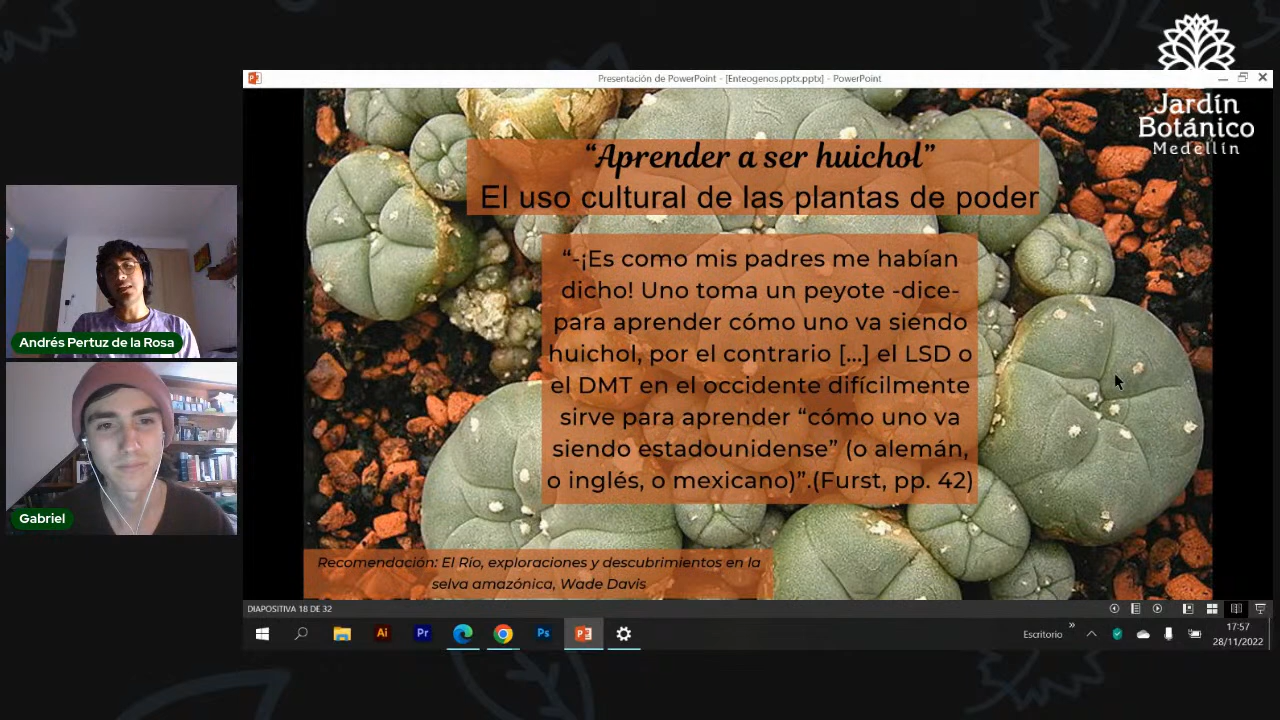 Presentación de PowerPoint - [Enteogenos.pptx.pptx] - PowerPoint
Jardín
Botánico
Medellín
“Aprender a ser huichol”
El uso cultural de las plantas de poder
“-¡Es como mis padres me habían
dicho! Uno toma un peyote -dice-
para aprender cómo uno va siendo
huichol, por el contrario [...] el LSD o
el DMT en el occidente difícilmente
sirve para aprender “cómo uno va
siendo estadounidense” (o alemán,
o inglés, o mexicano)”.(Furst, pp. 42)
Recomendación: El Río, exploraciones y descubrimientos en la
selva amazónica, Wade Davis
Andrés Pertuz de la Rosa
Gabriel
DIAPOSITIVA 18 DE 32
Ai
Pr
Ps
Escritorio
17:57
28/11/2022